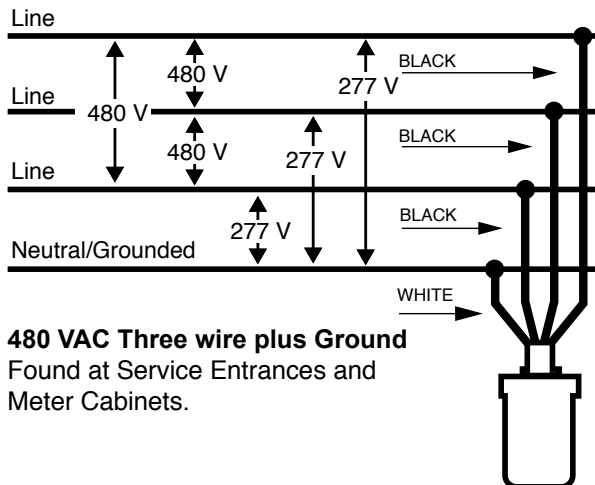 Line
BLACK
480 V
277 V
Line
480 V
BLACK
480 V
277 V
Line
BLACK
277 V
Neutral/Grounded
WHITE
480 VAC Three wire plus Ground
Found at Service Entrances and
Meter Cabinets.